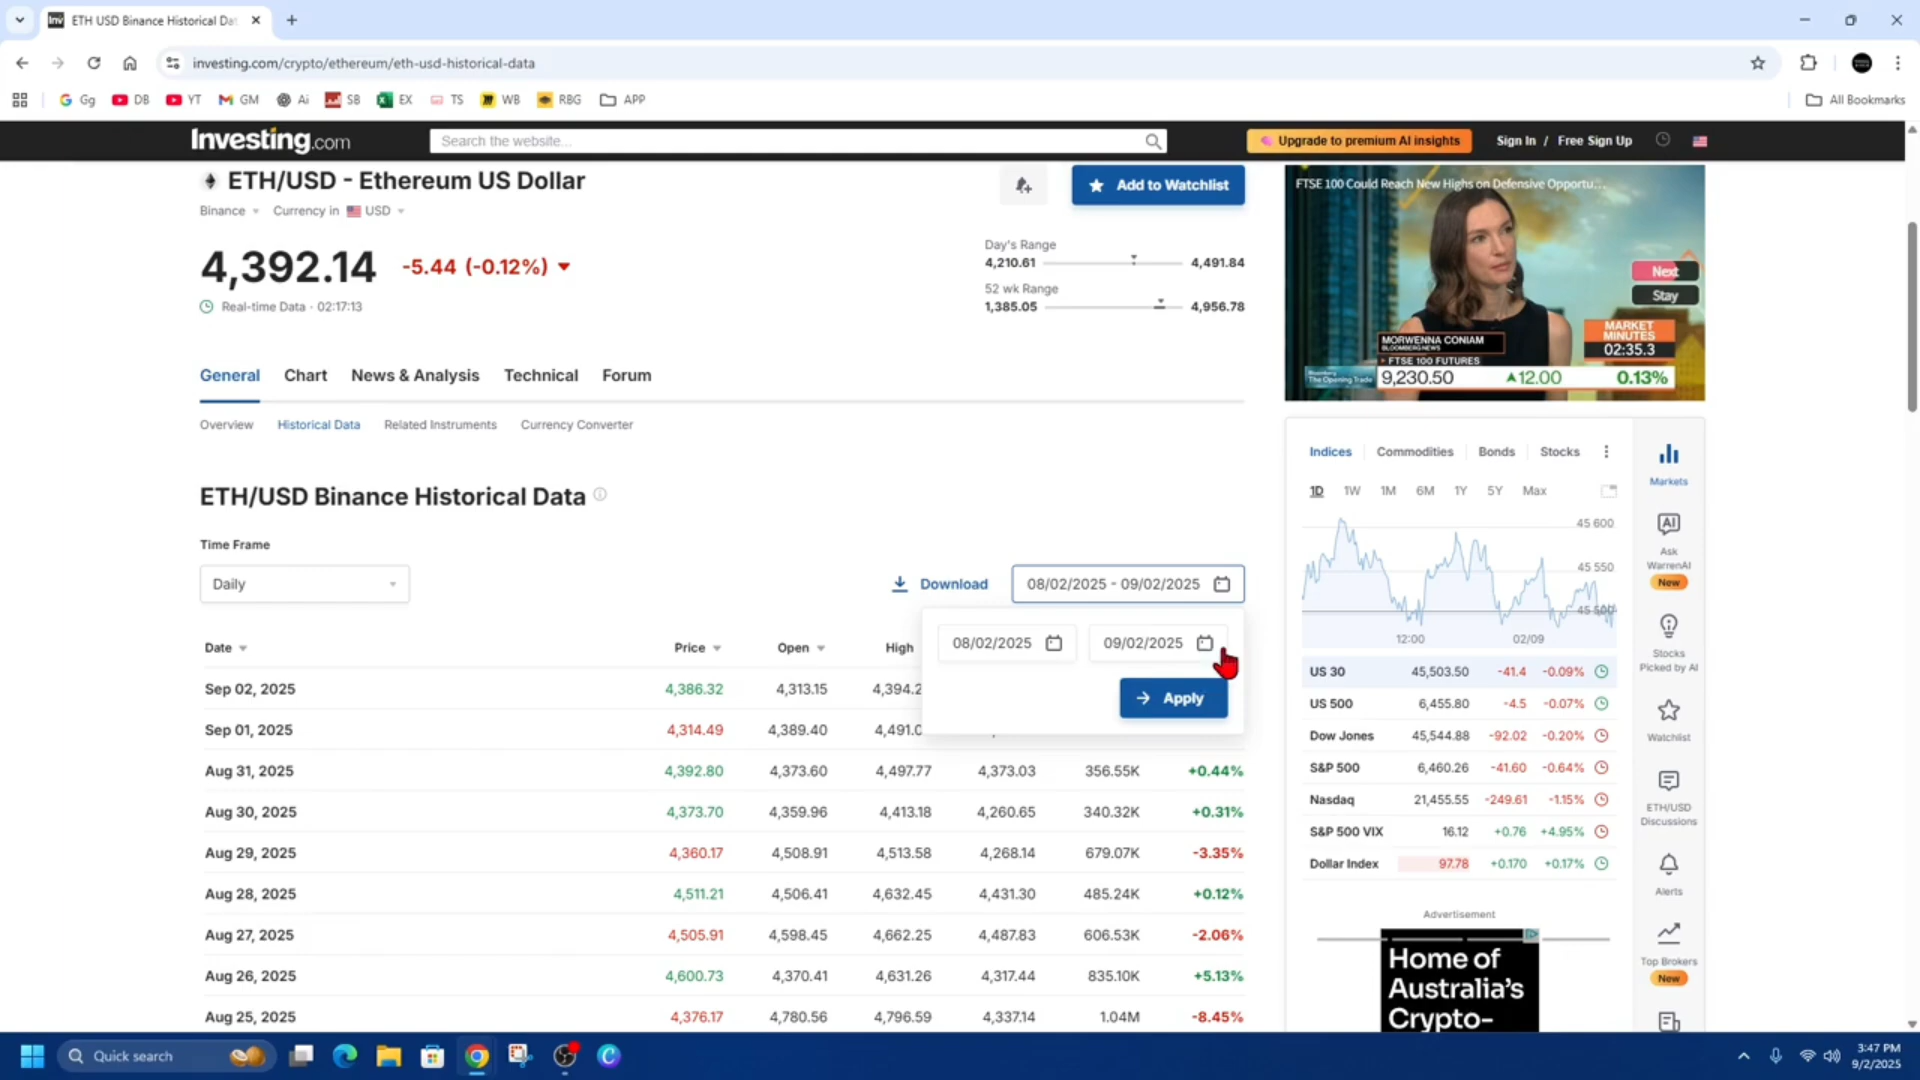 ETH USD Binance Historical Dat
investing.com/crypto/ethereum/eth-usd-historical-data
Gg DB YT GM Ai SB EX TS WB RBG APP All Bookmarks
Investing.com Search the website... Upgrade to premium AI insights Sign In / Free Sign Up
ETH/USD - Ethereum US Dollar Add to Watchlist
Binance Currency in USD
4,392.14 -5.44 (-0.12%)
Real-time Data · 02:17:13
Day's Range
4,210.61 4,491.84
52 wk Range
1,385.05 4,956.78
General Chart News & Analysis Technical Forum
Overview Historical Data Related Instruments Currency Converter
ETH/USD Binance Historical Data
Time Frame
Daily Download 08/02/2025 - 09/02/2025
08/02/2025 09/02/2025
Apply
Date Price Open High
Sep 02, 2025 4,386.32 4,313.15 4,394.2
Sep 01, 2025 4,314.49 4,389.40 4,491.0
Aug 31, 2025 4,392.80 4,373.60 4,497.77 4,373.03 356.55K +0.44%
Aug 30, 2025 4,373.70 4,359.96 4,413.18 4,260.65 340.32K +0.31%
Aug 29, 2025 4,360.17 4,508.91 4,513.58 4,268.14 679.07K -3.35%
Aug 28, 2025 4,511.21 4,506.41 4,632.45 4,431.30 485.24K +0.12%
Aug 27, 2025 4,505.91 4,598.45 4,662.25 4,487.83 606.53K -2.06%
Aug 26, 2025 4,600.73 4,370.41 4,631.26 4,317.44 835.10K +5.13%
Aug 25, 2025 4,376.17 4,780.56 4,796.59 4,337.14 1.04M -8.45%
FTSE 100 Could Reach New Highs on Defensive Opportu...
Next
Stay
MORWENNA CONIAM
BLOOMBERG NEWS
MARKET
MINUTES
02:35.3
FTSE 100 FUTURES
Bloomberg
The Opening Trade
9,230.50 12.00 0.13%
Indices Commodities Bonds Stocks
1D 1W 1M 6M 1Y 5Y Max
45 600
45 550
45 500
12:00 02/09
US 30 45,503.50 -41.4 -0.09%
US 500 6,455.80 -4.5 -0.07%
Dow Jones 45,544.88 -92.02 -0.20%
S&P 500 6,460.26 -41.60 -0.64%
Nasdaq 21,455.55 -249.61 -1.15%
S&P 500 VIX 16.12 +0.76 +4.95%
Dollar Index 97.78 +0.170 +0.17%
Advertisement
Home of
Australia's
Crypto-
Markets
AI
Ask
WarrenAI
New
Stocks
Picked by AI
Watchlist
ETH/USD
Discussions
Alerts
Top Brokers
New
Quick search
3:47 PM
9/2/2025